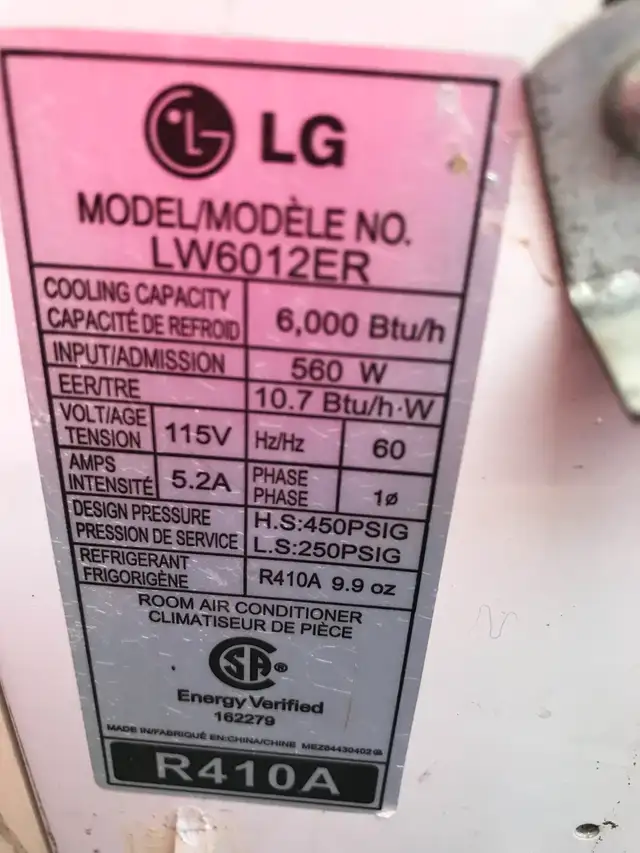 LG
MODEL/MODÈLE NO.
LW6012ER
COOLING CAPACITY
CAPACITÉ DE REFROID
6,000 Btu/h
INPUT/ADMISSION
560 W
EER/TRE
10.7 Btu/h·W
VOLT/AGE
TENSION
115V
Hz/Hz
60
AMPS
INTENSITÉ
5.2A
PHASE
PHASE
1ø
DESIGN PRESSURE
PRESSION DE SERVICE
H.S:450PSIG
L.S:250PSIG
REFRIGERANT
FRIGORIGÈNE
R410A 9.9 oz
ROOM AIR CONDITIONER
CLIMATISEUR DE PIÈCE
SA®
Energy Verified
162279
MADE IN/FABRIQUÉ EN:CHINA/CHINE
R410A